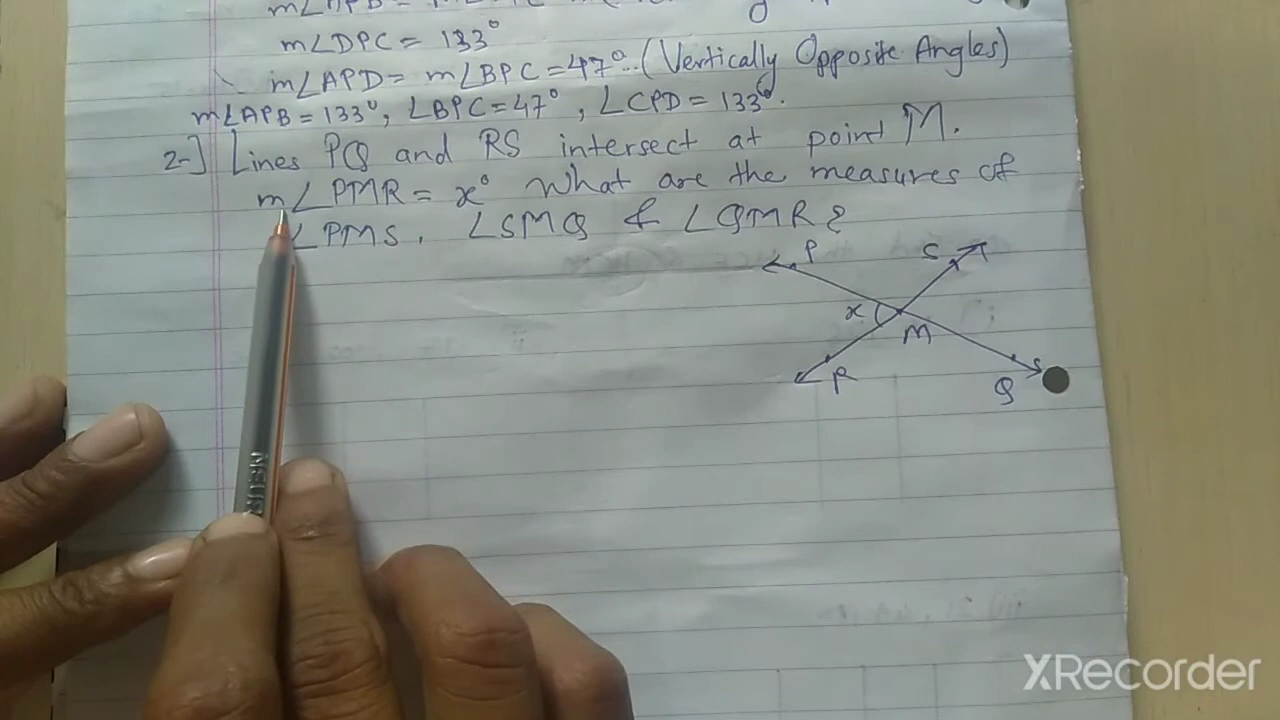 m∠DPC = 133°
m∠APD = m∠BPC = 47°...(Vertically Opposite Angles)
m∠APB = 133°, ∠BPC = 47°, ∠CPD = 133°.
2-] Lines PQ and RS intersect at point M.
m∠PMR = x° What are the measures of
∠PMS, ∠SMQ & ∠QMR?
P S
x
M
R
Q
XRecorder